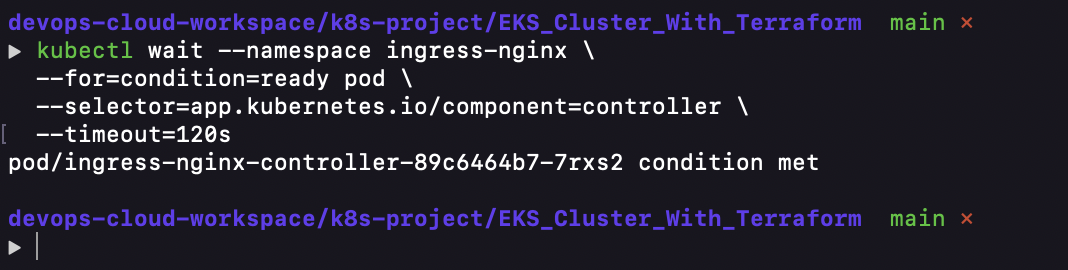 devops-cloud-workspace/k8s-project/EKS_Cluster_With_Terraform main ×
▶ kubectl wait --namespace ingress-nginx \
--for=condition=ready pod \
--selector=app.kubernetes.io/component=controller \
[ --timeout=120s
pod/ingress-nginx-controller-89c6464b7-7rxs2 condition met
devops-cloud-workspace/k8s-project/EKS_Cluster_With_Terraform main ×
▶